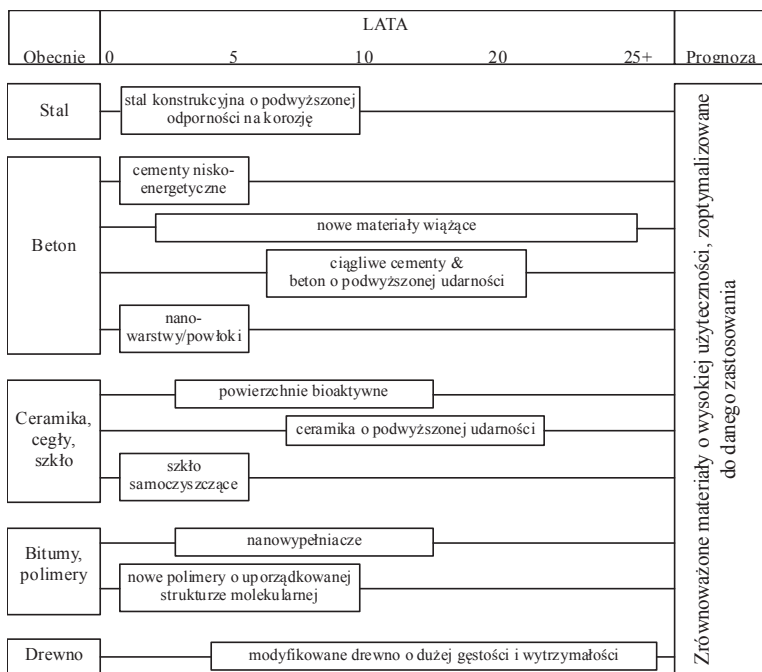 LATA
Obecnie 0 5 10 20 25+ Prognoza
Stal
stal konstrukcyjna o podwyższonej
odporności na korozję
Beton
cementy nisko-
energetyczne
nowe materiały wiążące
ciągliwe cementy &
beton o podwyższonej udarności
nano-
warstwy/powłoki
Ceramika,
cegły,
szkło
powierzchnie bioaktywne
ceramika o podwyższonej udarności
szkło
samoczyszczące
Bitumy,
polimery
nanowypełniacze
nowe polimery o uporządkowanej
strukturze molekularnej
Drewno
modyfikowane drewno o dużej gęstości i wytrzymałości
Zrównoważone materiały o wysokiej użyteczności, zoptymalizowane
do danego zastosowania